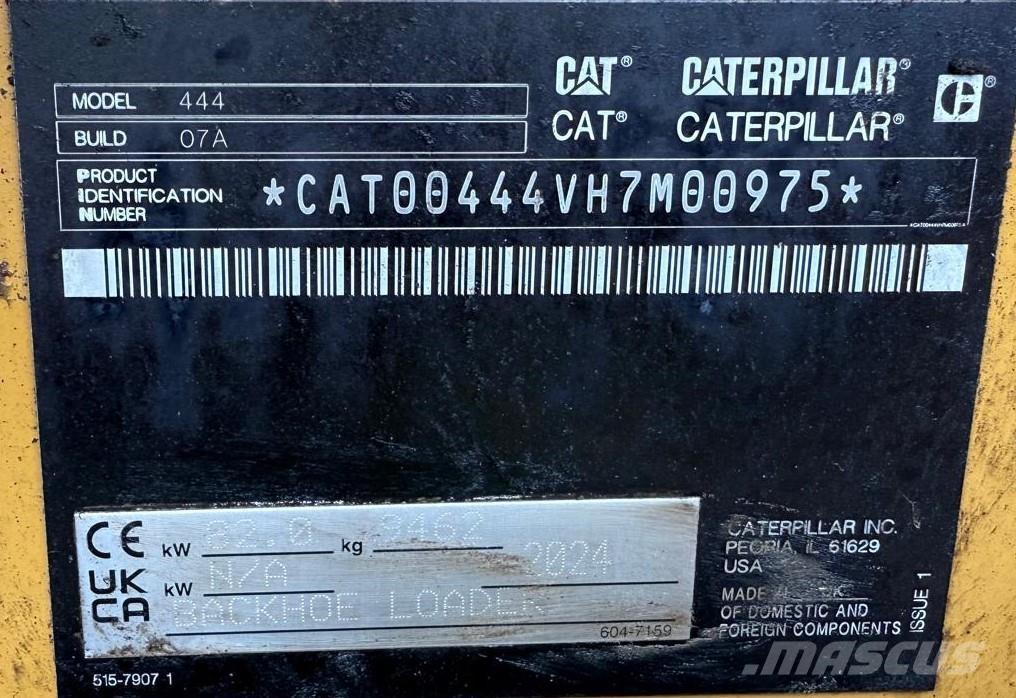 CAT® CATERPILLAR®
CAT® CATERPILLAR®
MODEL 444
BUILD 07A
PRODUCT
IDENTIFICATION
NUMBER
*CAT00444VH7M00975*
*CAT00444VH7M00975*
CE kW 82.0 kg 8462
UK
CA kW N/A 2024
BACKHOE LOADER
604-7159
515-7907 1
CATERPILLAR INC.
PEORIA, IL 61629
USA
MADE
OF DOMESTIC AND
FOREIGN COMPONENTS
ISSUE 1
MASCUS